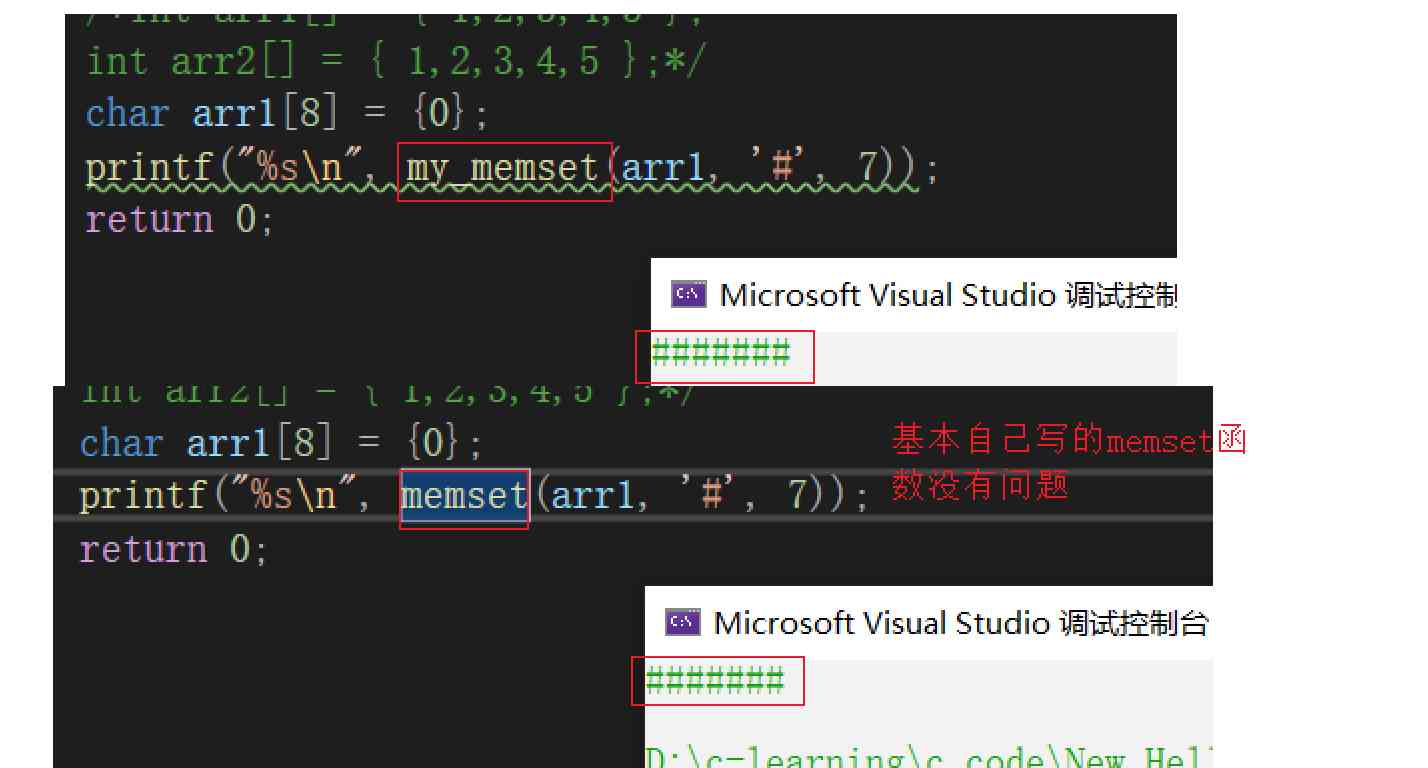 /*int arr1[] = { 1,2,3,4,5 };
int arr2[] = { 1,2,3,4,5 };*/
char arr1[8] = {0};
printf("%s\n", my_memset(arr1, '#', 7));
return 0;
Microsoft Visual Studio 调试控制
#######
int arr2[] = { 1,2,3,4,5 };*/
char arr1[8] = {0};
printf("%s\n", memset(arr1, '#', 7));
return 0;
基本自己写的memset函
数没有问题
Microsoft Visual Studio 调试控制台
#######
D:\c-learning\c code\New Hel